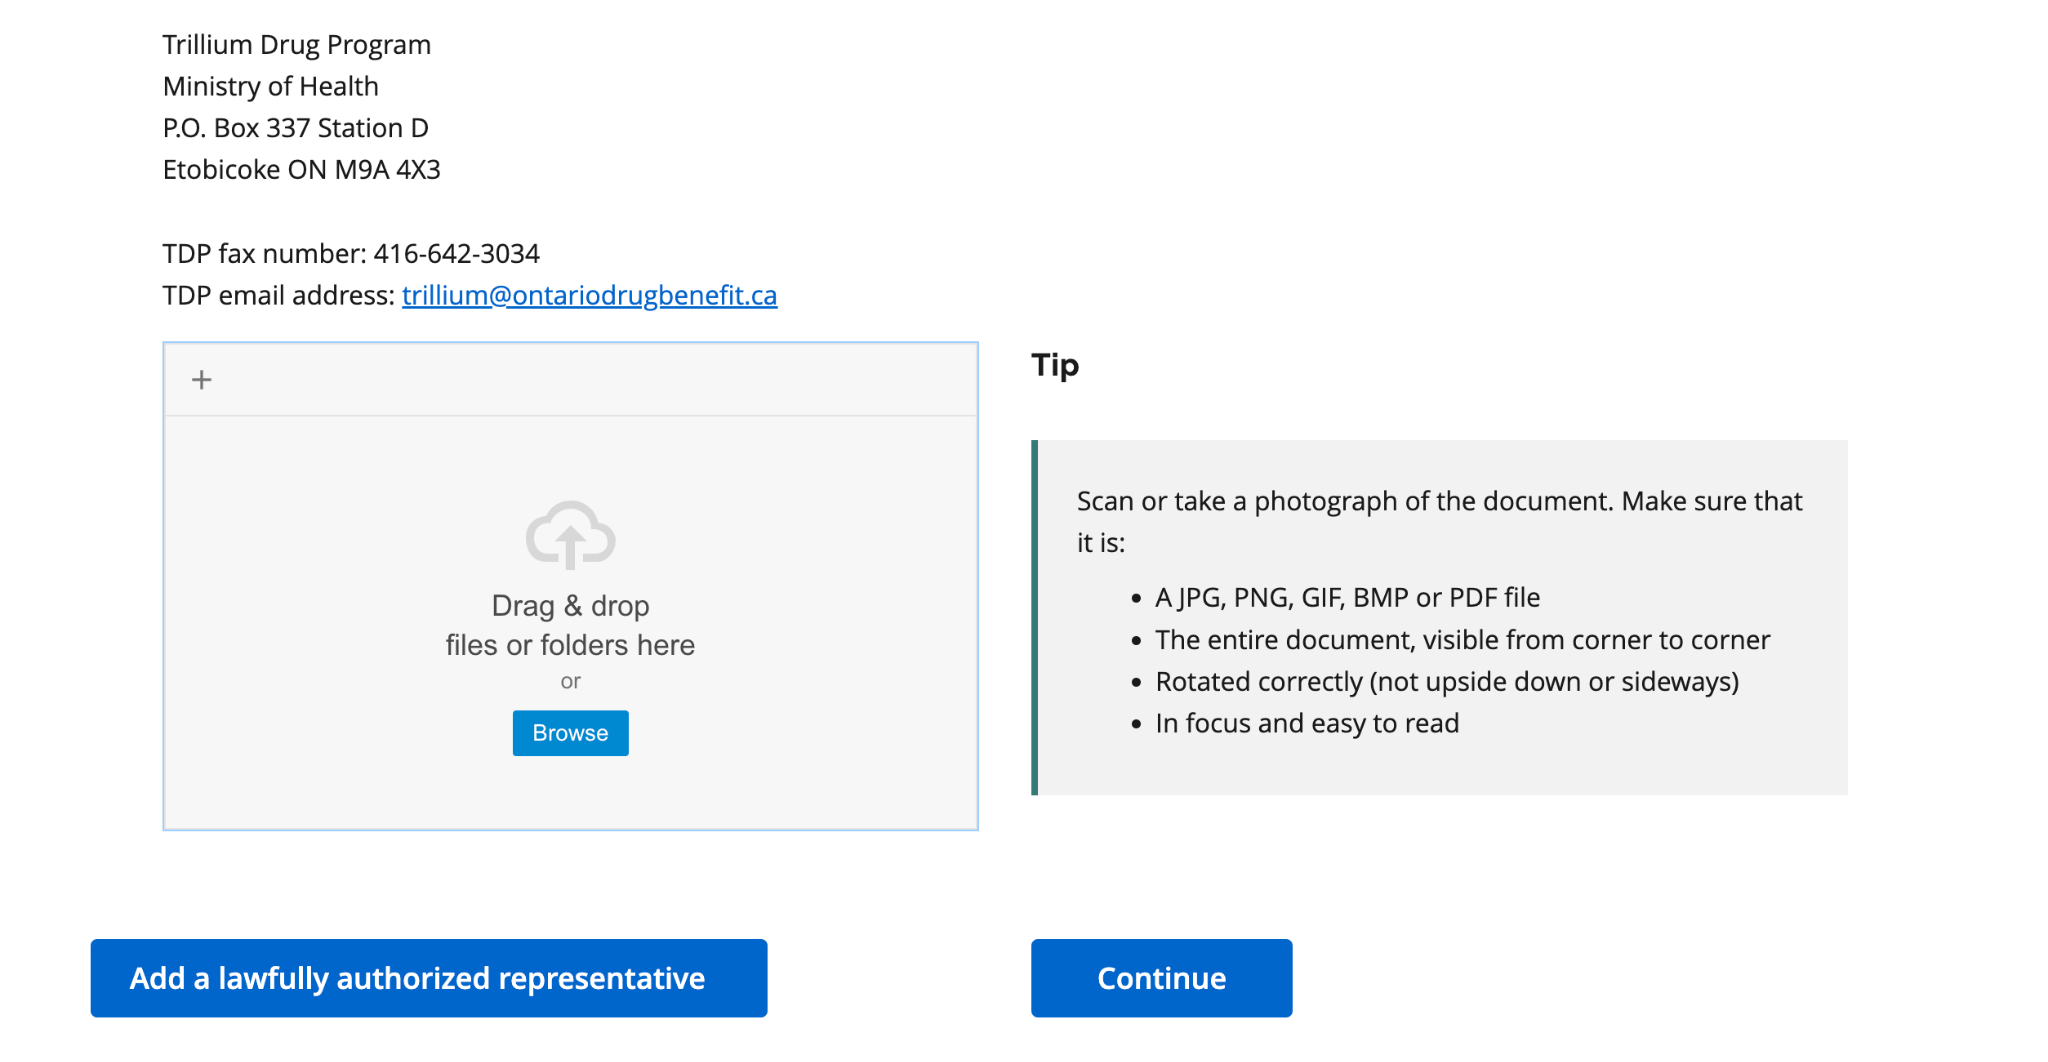 Trillium Drug Program
Ministry of Health
P.O. Box 337 Station D
Etobicoke ON M9A 4X3
TDP fax number: 416-642-3034
TDP email address: trillium@ontariodrugbenefit.ca
+
Drag & drop
files or folders here
or
Browse
Tip
Scan or take a photograph of the document. Make sure that
it is:
• A JPG, PNG, GIF, BMP or PDF file
• The entire document, visible from corner to corner
• Rotated correctly (not upside down or sideways)
• In focus and easy to read
Add a lawfully authorized representative
Continue